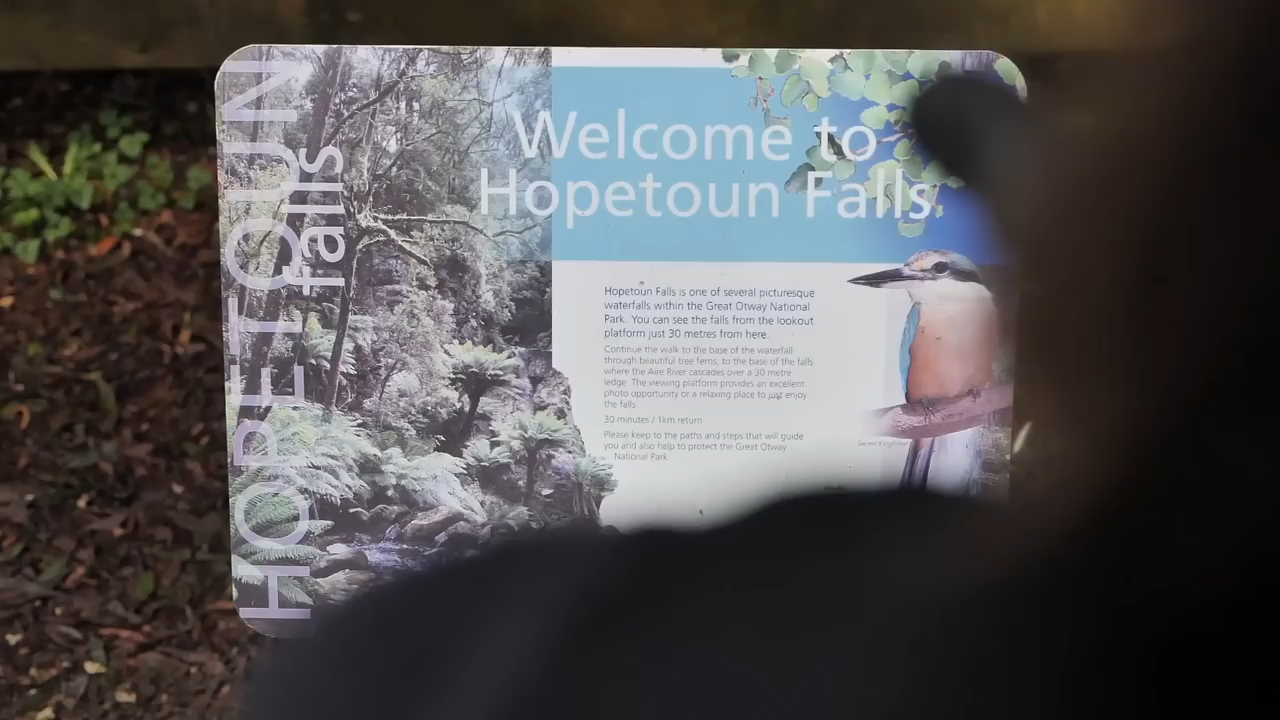 HOPETOUN
falls
Welcome to
Hopetoun Falls
Hopetoun Falls is one of several picturesque
waterfalls within the Great Otway National
Park. You can see the falls from the lookout
platform just 30 metres from here.
Continue the walk to the base of the waterfall
through beautiful tree ferns, to the base of the falls
where the Aire River cascades over a 30 metre
ledge. The viewing platform provides an excellent
photo opportunity or a relaxing place to just enjoy
the falls.
30 minutes / 1km return
Please keep to the paths and steps that will guide
you and also help to protect the Great Otway
National Park.
Sacred Kingfisher